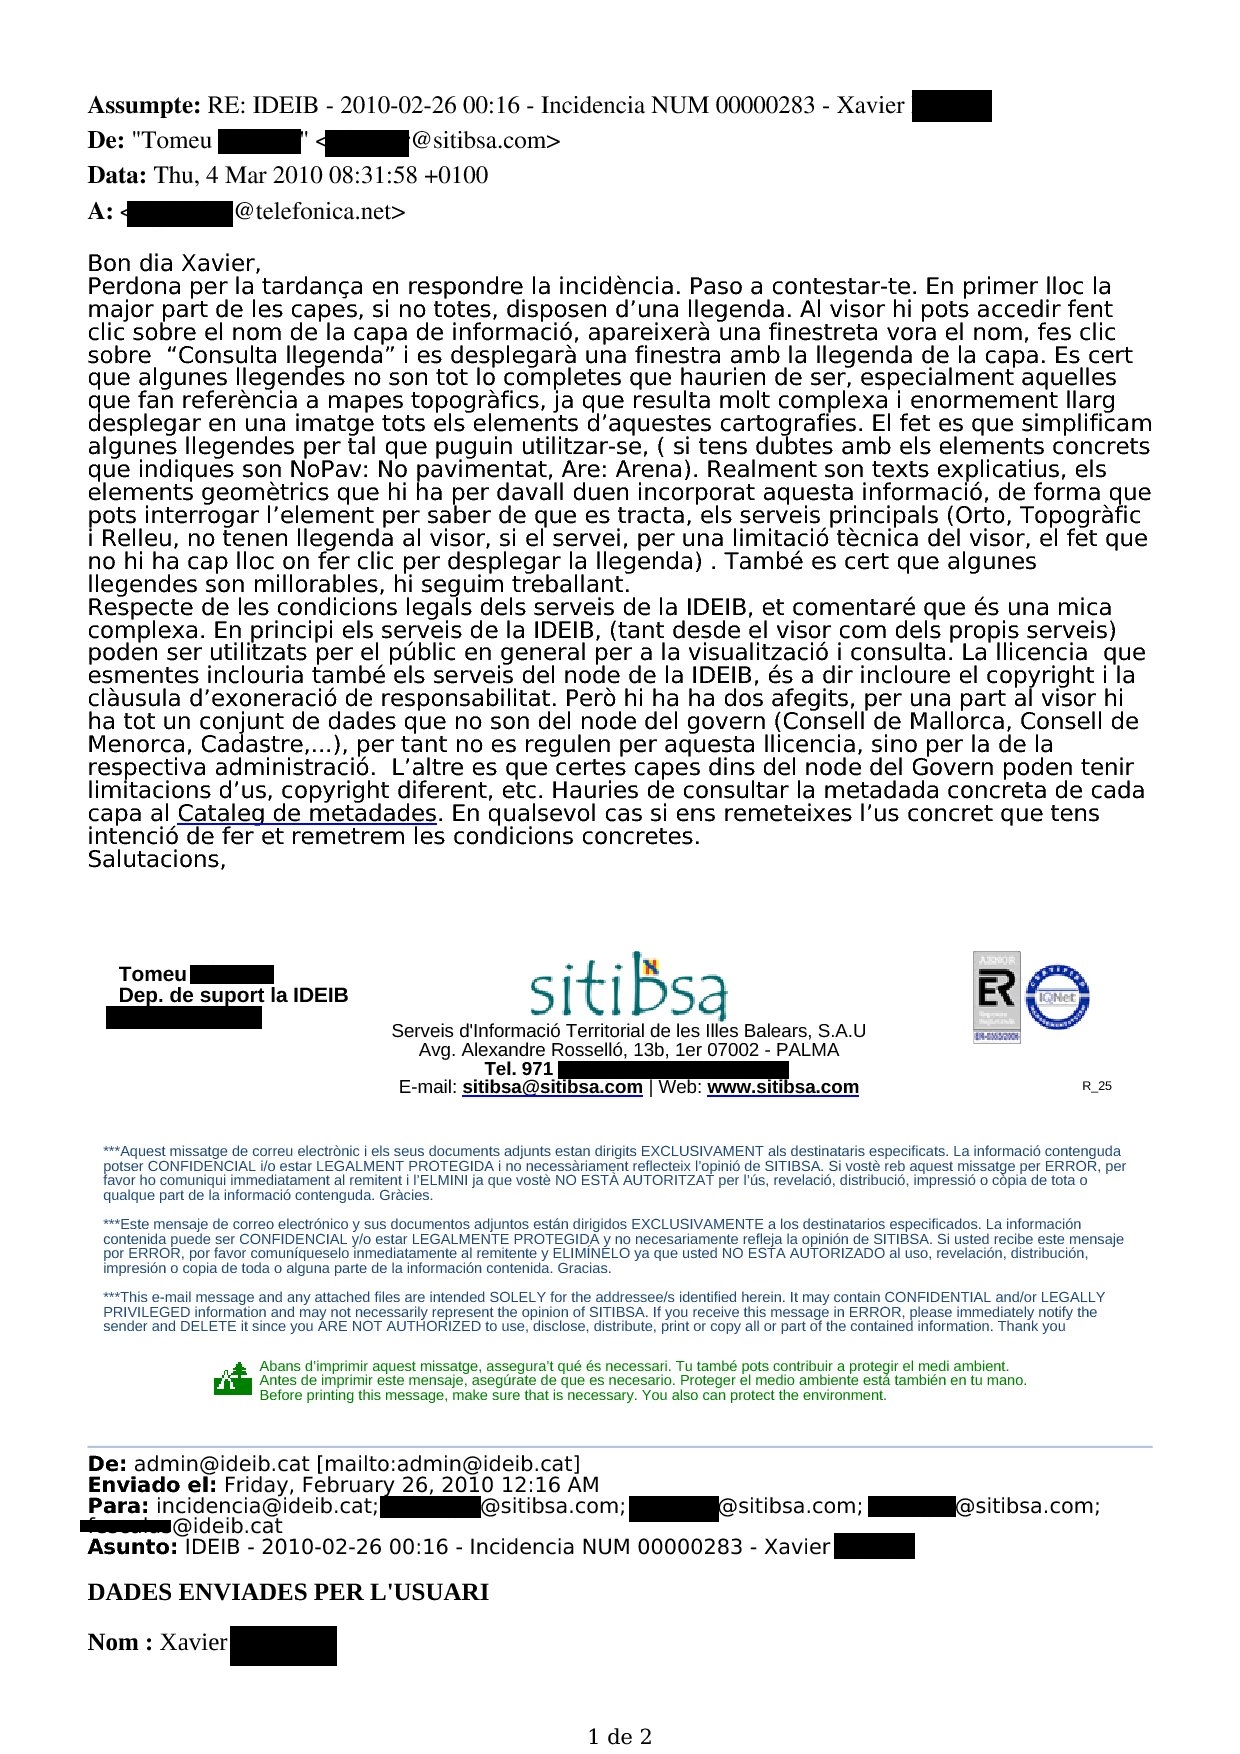 Assumpte: RE: IDEIB - 2010-02-26 00:16 - Incidencia NUM 00000283 - Xavier
De: "Tomeu " <@sitibsa.com>
Data: Thu, 4 Mar 2010 08:31:58 +0100
A: <@telefonica.net>
Bon dia Xavier,
Perdona per la tardança en respondre la incidència. Paso a contestar-te. En primer lloc la
major part de les capes, si no totes, disposen d’una llegenda. Al visor hi pots accedir fent
clic sobre el nom de la capa de informació, apareixerà una finestreta vora el nom, fes clic
sobre  “Consulta llegenda” i es desplegarà una finestra amb la llegenda de la capa. Es cert
que algunes llegendes no son tot lo completes que haurien de ser, especialment aquelles
que fan referència a mapes topogràfics, ja que resulta molt complexa i enormement llarg
desplegar en una imatge tots els elements d’aquestes cartografies. El fet es que simplificam
algunes llegendes per tal que puguin utilitzar-se, ( si tens dubtes amb els elements concrets
que indiques son NoPav: No pavimentat, Are: Arena). Realment son texts explicatius, els
elements geomètrics que hi ha per davall duen incorporat aquesta informació, de forma que
pots interrogar l’element per saber de que es tracta, els serveis principals (Orto, Topogràfic
i Relleu, no tenen llegenda al visor, si el servei, per una limitació tècnica del visor, el fet que
no hi ha cap lloc on fer clic per desplegar la llegenda) . També es cert que algunes
llegendes son millorables, hi seguim treballant.
Respecte de les condicions legals dels serveis de la IDEIB, et comentaré que és una mica
complexa. En principi els serveis de la IDEIB, (tant desde el visor com dels propis serveis)
poden ser utilitzats per el públic en general per a la visualització i consulta. La llicencia  que
esmentes inclouria també els serveis del node de la IDEIB, és a dir incloure el copyright i la
clàusula d’exoneració de responsabilitat. Però hi ha ha dos afegits, per una part al visor hi
ha tot un conjunt de dades que no son del node del govern (Consell de Mallorca, Consell de
Menorca, Cadastre,...), per tant no es regulen per aquesta llicencia, sino per la de la
respectiva administració.  L’altre es que certes capes dins del node del Govern poden tenir
limitacions d’us, copyright diferent, etc. Hauries de consultar la metadada concreta de cada
capa al Cataleg de metadades. En qualsevol cas si ens remeteixes l’us concret que tens
intenció de fer et remetrem les condicions concretes.
Salutacions,
Tomeu
Dep. de suport la IDEIB
sitibsa
AENOR
ER
CERTIFIED
IQNet
Serveis d'Informació Territorial de les Illes Balears, S.A.U
Avg. Alexandre Rosselló, 13b, 1er 07002 - PALMA
Tel. 971
E-mail: sitibsa@sitibsa.com | Web: www.sitibsa.com
R_25
***Aquest missatge de correu electrònic i els seus documents adjunts estan dirigits EXCLUSIVAMENT als destinataris especificats. La informació contenguda
potser CONFIDENCIAL i/o estar LEGALMENT PROTEGIDA i no necessàriament reflecteix l’opinió de SITIBSA. Si vostè reb aquest missatge per ERROR, per
favor ho comuniqui immediatament al remitent i l’ELMINI ja que vostè NO ESTÀ AUTORITZAT per l’ús, revelació, distribució, impressió o còpia de tota o
qualque part de la informació contenguda. Gràcies.
***Este mensaje de correo electrónico y sus documentos adjuntos están dirigidos EXCLUSIVAMENTE a los destinatarios especificados. La información
contenida puede ser CONFIDENCIAL y/o estar LEGALMENTE PROTEGIDA y no necesariamente refleja la opinión de SITIBSA. Si usted recibe este mensaje
por ERROR, por favor comuníqueselo inmediatamente al remitente y ELIMÍNELO ya que usted NO ESTÁ AUTORIZADO al uso, revelación, distribución,
impresión o copia de toda o alguna parte de la información contenida. Gracias.
***This e-mail message and any attached files are intended SOLELY for the addressee/s identified herein. It may contain CONFIDENTIAL and/or LEGALLY
PRIVILEGED information and may not necessarily represent the opinion of SITIBSA. If you receive this message in ERROR, please immediately notify the
sender and DELETE it since you ARE NOT AUTHORIZED to use, disclose, distribute, print or copy all or part of the contained information. Thank you
Abans d’imprimir aquest missatge, assegura’t qué és necessari. Tu també pots contribuir a protegir el medi ambient.
Antes de imprimir este mensaje, asegúrate de que es necesario. Proteger el medio ambiente está también en tu mano.
Before printing this message, make sure that is necessary. You also can protect the environment.
De: admin@ideib.cat [mailto:admin@ideib.cat]
Enviado el: Friday, February 26, 2010 12:16 AM
Para: incidencia@ideib.cat; @sitibsa.com; @sitibsa.com; @sitibsa.com;
@ideib.cat
Asunto: IDEIB - 2010-02-26 00:16 - Incidencia NUM 00000283 - Xavier
DADES ENVIADES PER L'USUARI
Nom : Xavier
1 de 2